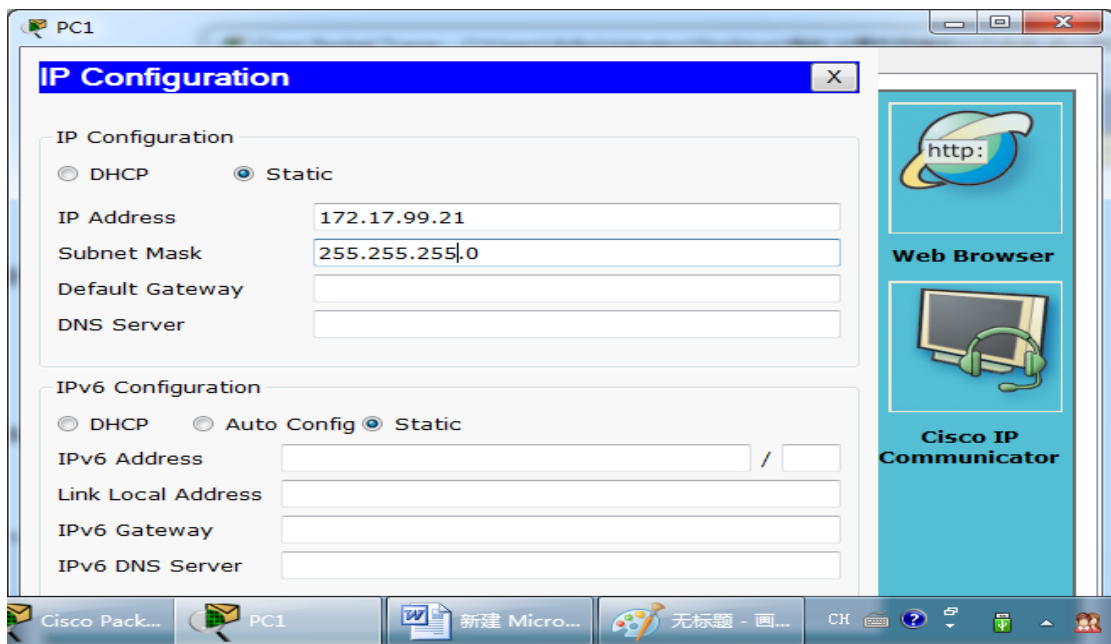 PC1
IP Configuration X
IP Configuration
DHCP Static
IP Address 172.17.99.21
Subnet Mask 255.255.255.0
Default Gateway
DNS Server
IPv6 Configuration
DHCP Auto Config Static
IPv6 Address /
Link Local Address
IPv6 Gateway
IPv6 DNS Server
http:
Web Browser
Cisco IP
Communicator
Cisco Pack... PC1 新建 Micro... 无标题 - 画... CH